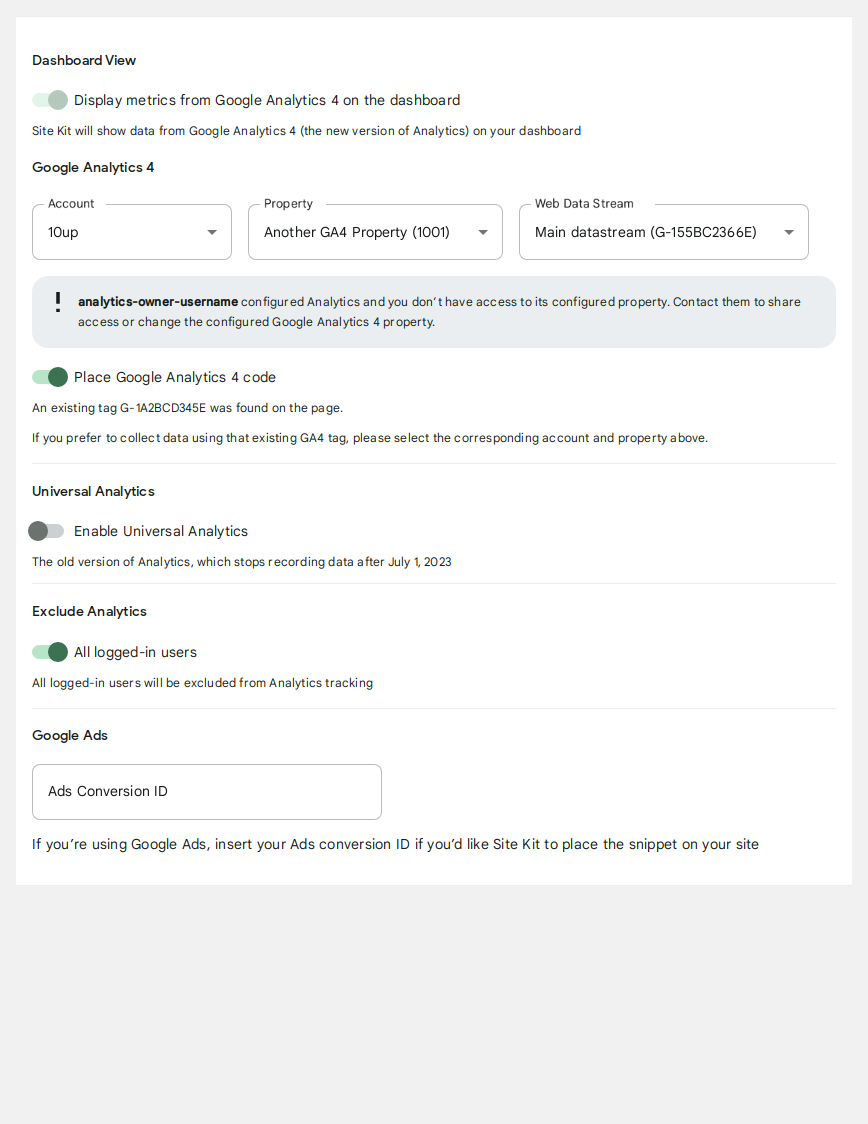 Dashboard View
Display metrics from Google Analytics 4 on the dashboard
Site Kit will show data from Google Analytics 4 (the new version of Analytics) on your dashboard
Google Analytics 4
Account
Property
Web Data Stream
10up
Another GA4 Property (1001)
Main datastream (G-155BC2366E)
! analytics-owner-username configured Analytics and you don’t have access to its configured property. Contact them to share
access or change the configured Google Analytics 4 property.
Place Google Analytics 4 code
An existing tag G-1A2BCD345E was found on the page.
If you prefer to collect data using that existing GA4 tag, please select the corresponding account and property above.
Universal Analytics
Enable Universal Analytics
The old version of Analytics, which stops recording data after July 1, 2023
Exclude Analytics
All logged-in users
All logged-in users will be excluded from Analytics tracking
Google Ads
Ads Conversion ID
If you’re using Google Ads, insert your Ads conversion ID if you’d like Site Kit to place the snippet on your site